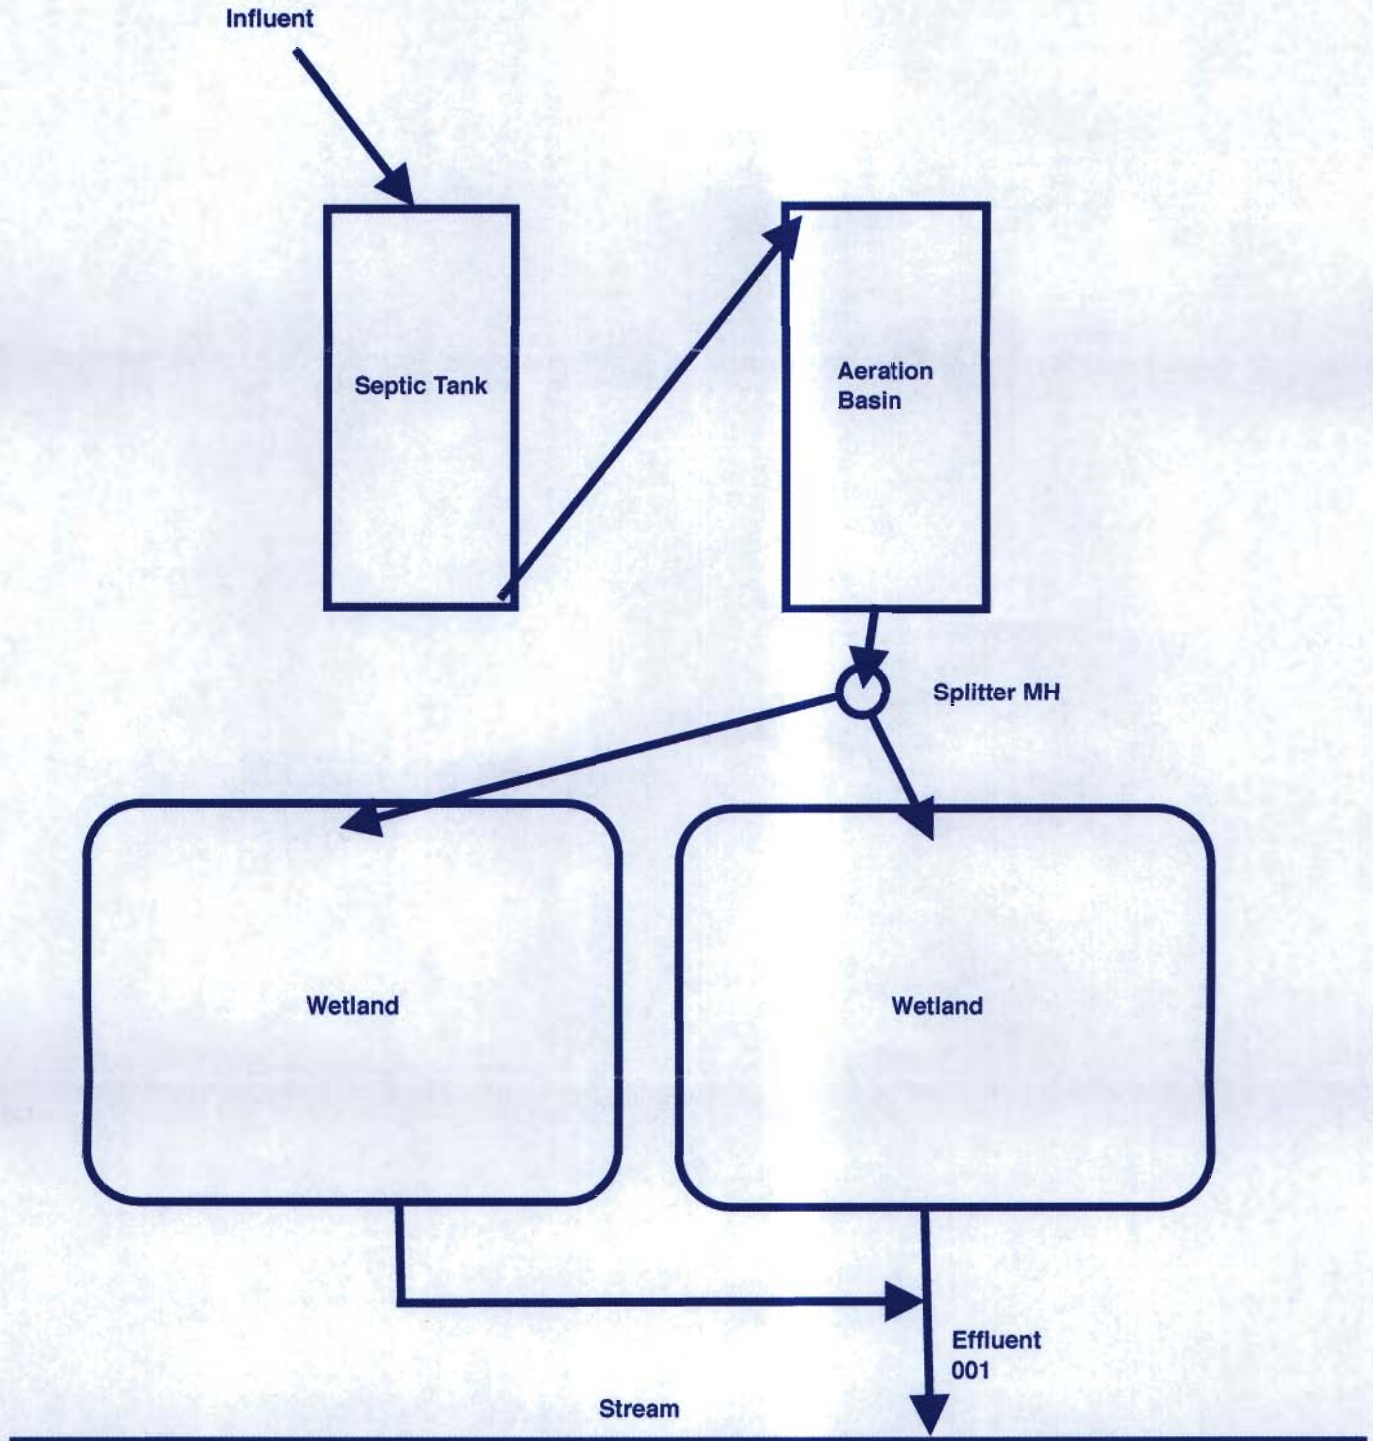 Influent
Septic Tank
Aeration
Basin
Splitter MH
Wetland
Wetland
Effluent
001
Stream